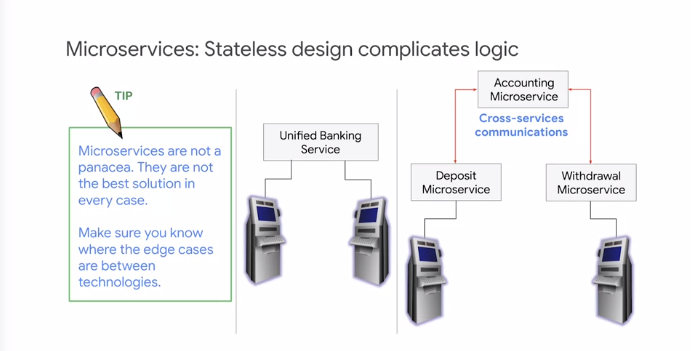 Microservices: Stateless design complicates logic
TIP
Microservices are not a
panacea. They are not
the best solution in
every case.
Make sure you know
where the edge cases
are between
technologies.
Unified Banking
Service
Accounting
Microservice
Cross-services
communications
Deposit
Microservice
Withdrawal
Microservice